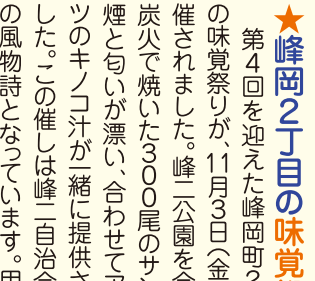 ★峰岡2丁目の味覚
第4回を迎えた峰岡町2
の味覚祭りが、11月3日(金
催されました。峰二公園を会
炭火で焼いた300尾のサン
煙と匂いが漂い、合わせてア
ツのキノコ汁が一緒に提供さ
した。この催しは峰二自治会
の風物詩となっています。